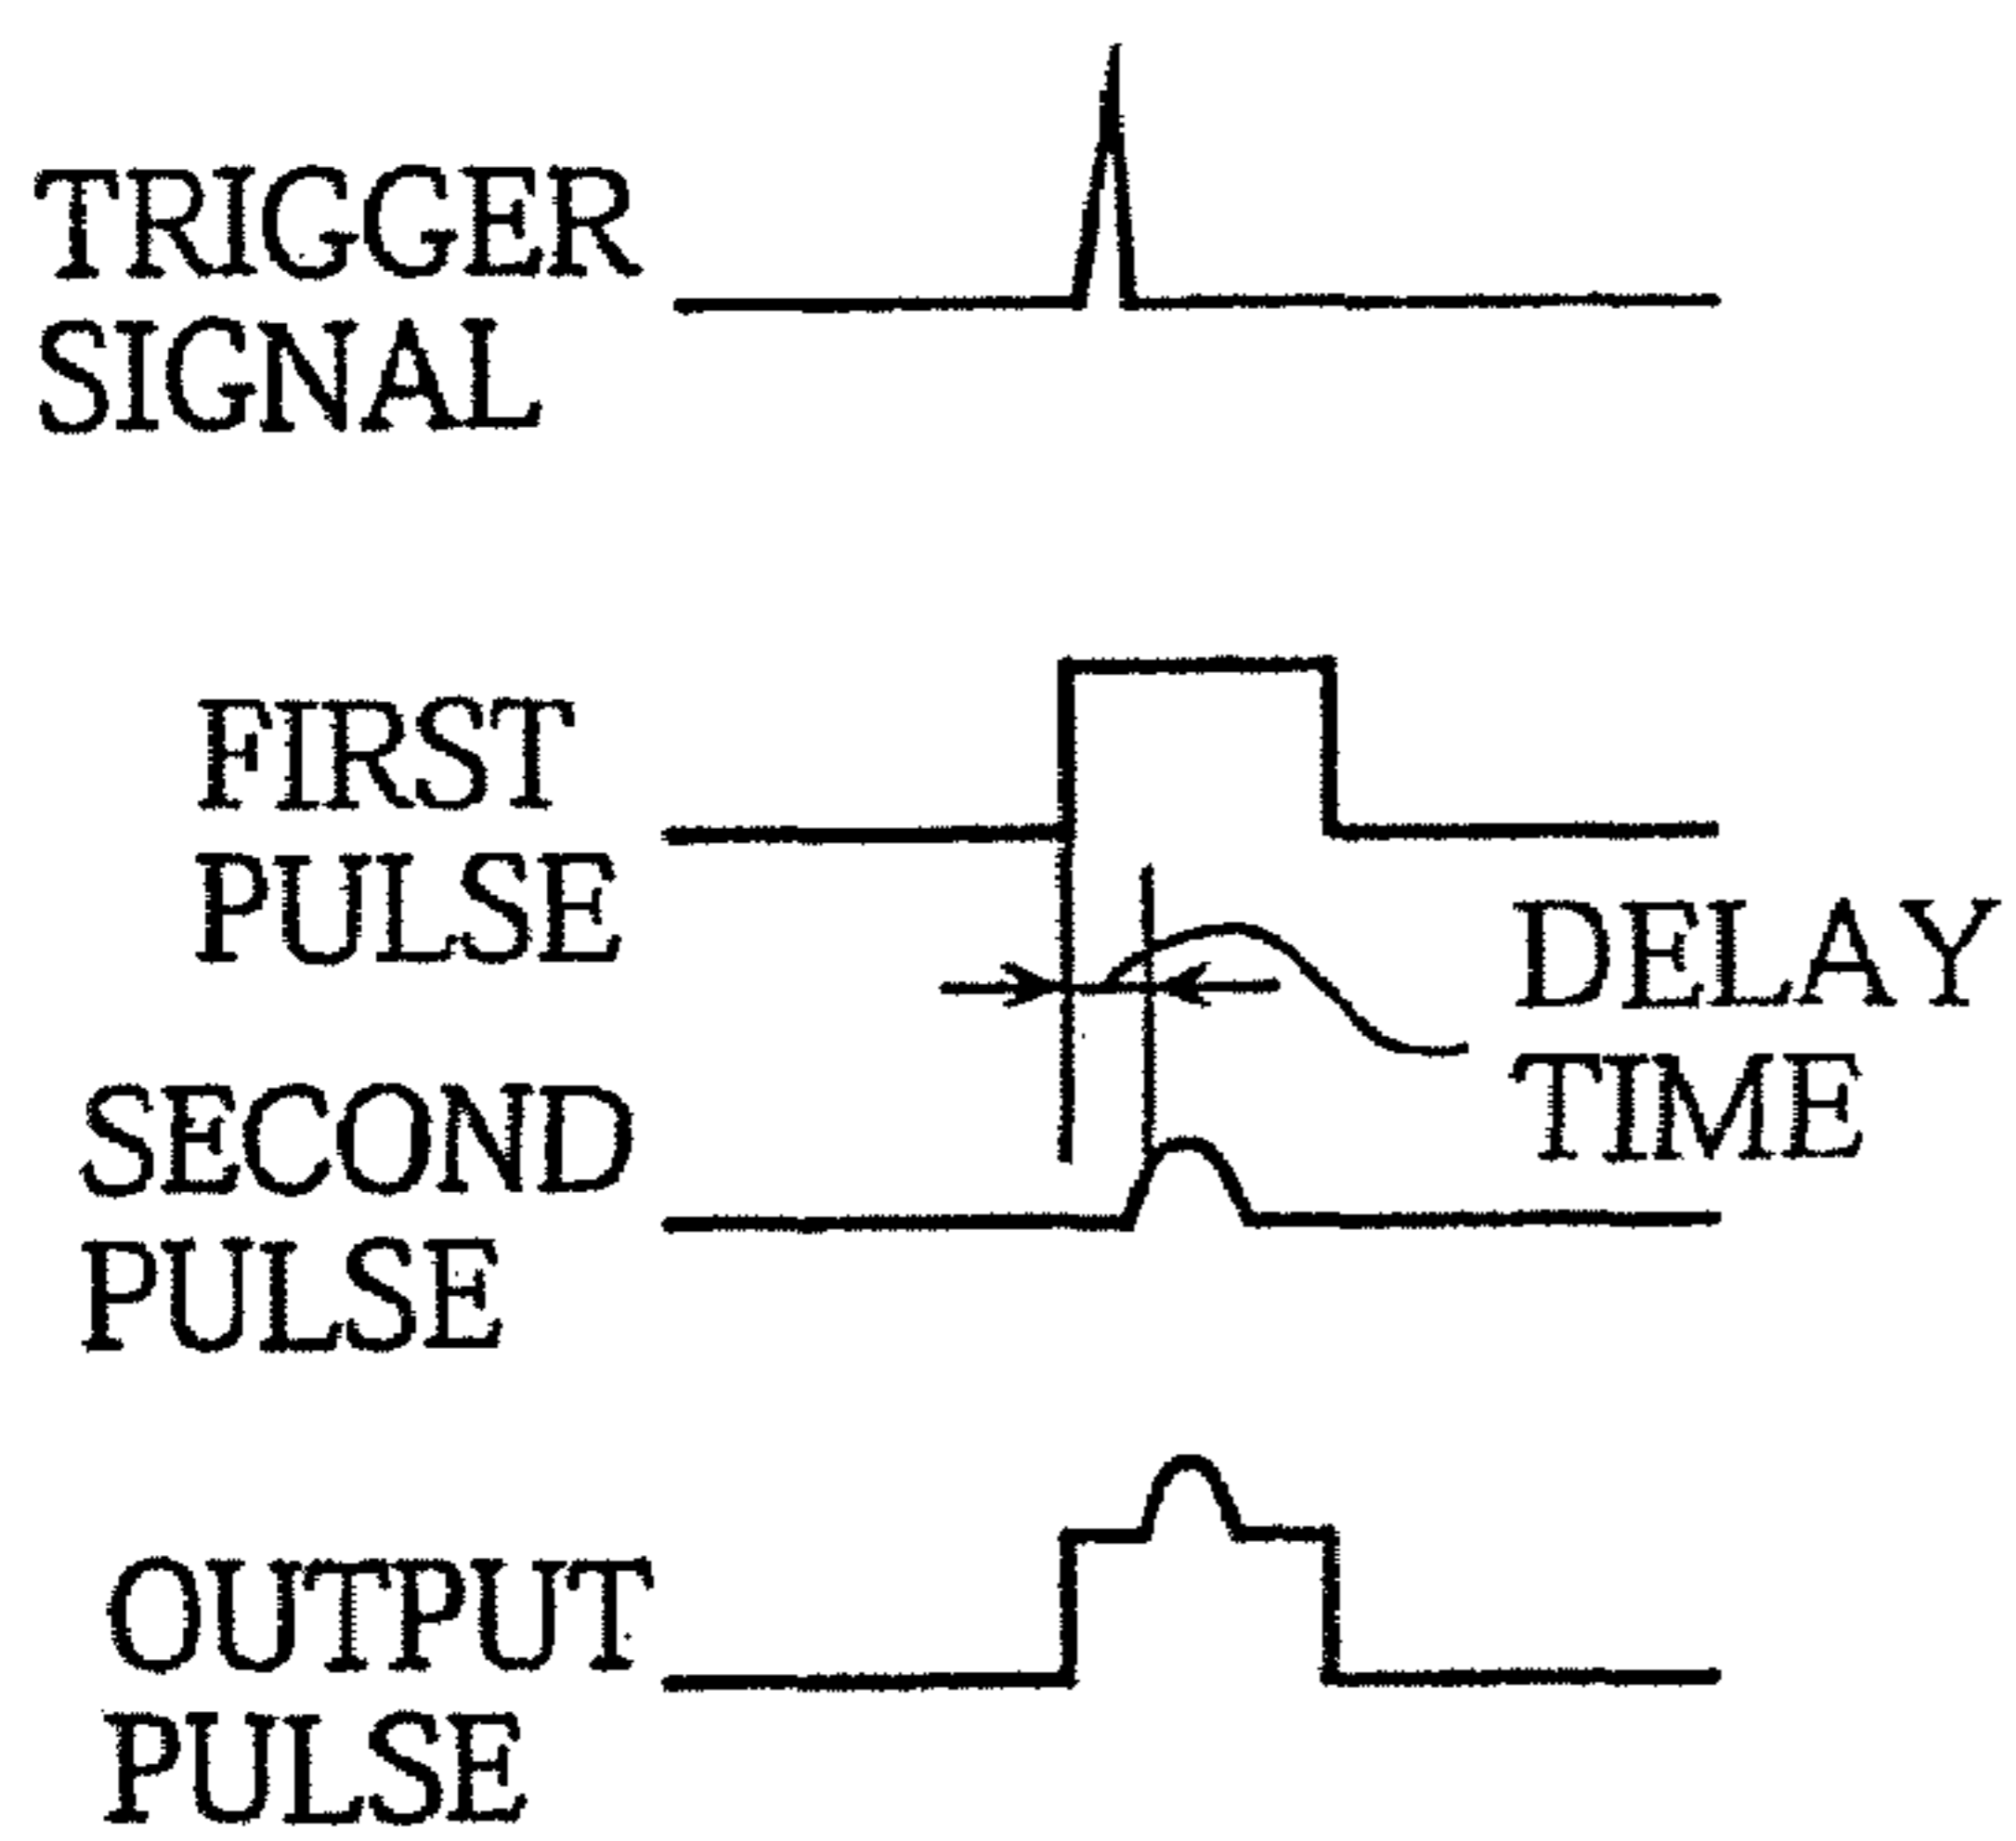 TRIGGER
SIGNAL
FIRST
PULSE
DELAY
TIME
SECOND
PULSE
OUTPUT
PULSE